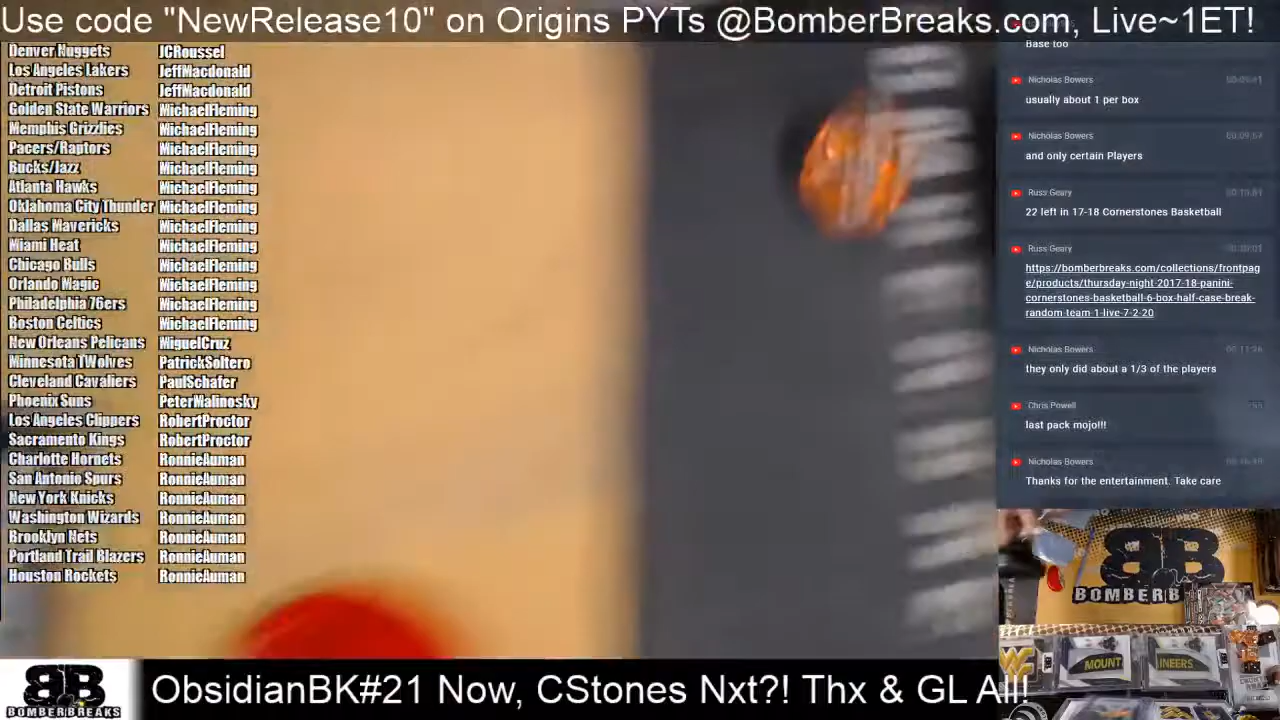 Use code "NewRelease10" on Origins PYTs @BomberBreaks.com, Live~1ET!
Denver Nuggets JCRoussel
Los Angeles Lakers JeffMacdonald
Detroit Pistons JeffMacdonald
Golden State Warriors MichaelFleming
Memphis Grizzlies MichaelFleming
Pacers/Raptors MichaelFleming
Bucks/Jazz MichaelFleming
Atlanta Hawks MichaelFleming
Oklahoma City Thunder MichaelFleming
Dallas Mavericks MichaelFleming
Miami Heat MichaelFleming
Chicago Bulls MichaelFleming
Orlando Magic MichaelFleming
Philadelphia 76ers MichaelFleming
Boston Celtics MichaelFleming
New Orleans Pelicans MiguelCruz
Minnesota TWolves PatrickSoltero
Cleveland Cavaliers PaulSchafer
Phoenix Suns PeterMalinosky
Los Angeles Clippers RobertProctor
Sacramento Kings RobertProctor
Charlotte Hornets RonnieAuman
San Antonio Spurs RonnieAuman
New York Knicks RonnieAuman
Washington Wizards RonnieAuman
Brooklyn Nets RonnieAuman
Portland Trail Blazers RonnieAuman
Houston Rockets RonnieAuman
Base too
Nicholas Bowers
usually about 1 per box
Nicholas Bowers
and only certain Players
Russ Geary
22 left in 17-18 Cornerstones Basketball
Russ Geary
https://bomberbreaks.com/collections/frontpag
e/products/thursday-night-2017-18-panini-
cornerstones-basketball-6-box-half-case-break-
random-team-1-live-7-2-20
Nicholas Bowers
they only did about a 1/3 of the players
Chris Powell
last pack mojo!!!
Nicholas Bowers
Thanks for the entertainment. Take care
BB
BOMBERB
MOUNT
INEERS
BB
BOMBERBREAKS
ObsidianBK#21 Now, CStones Nxt?! Thx & GL All!